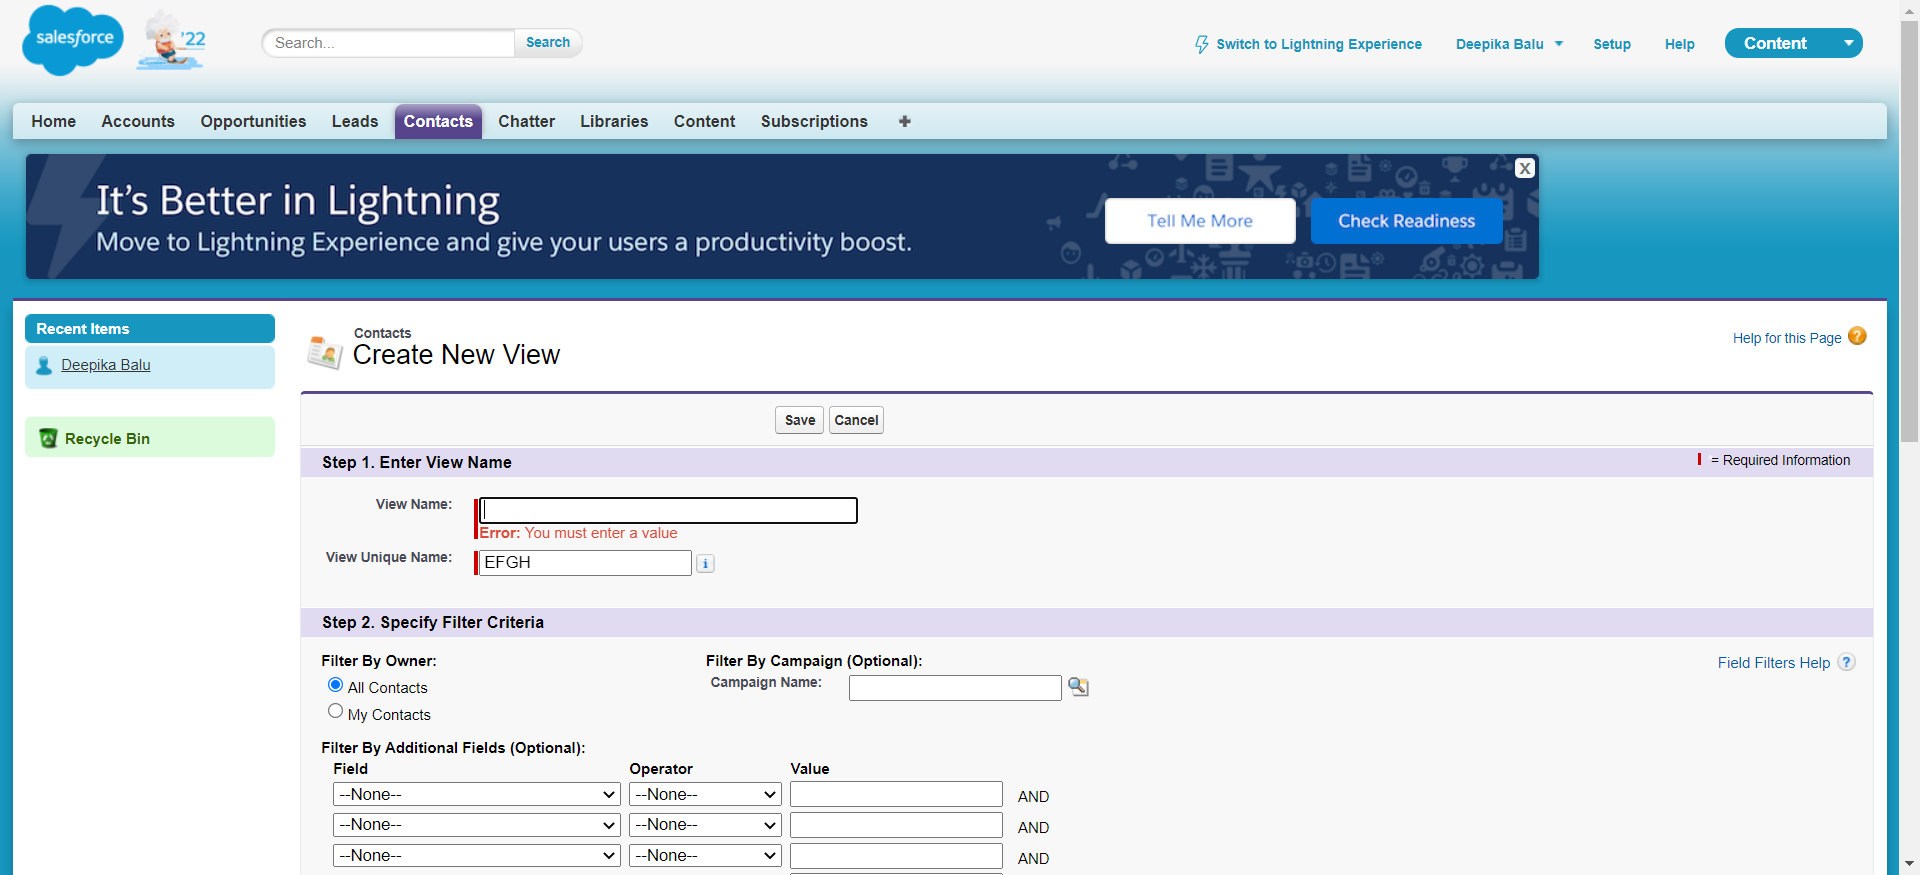 salesforce
'22
Search...
Search
Switch to Lightning Experience
Deepika Balu
Setup
Help
Content
Home
Accounts
Opportunities
Leads
Contacts
Chatter
Libraries
Content
Subscriptions
It's Better in Lightning
Move to Lightning Experience and give your users a productivity boost.
Tell Me More
Check Readiness
X
Recent Items
Deepika Balu
Recycle Bin
Contacts
Create New View
Help for this Page ?
Save
Cancel
Step 1. Enter View Name
= Required Information
View Name:
Error: You must enter a value
View Unique Name:
EFGH
i
Step 2. Specify Filter Criteria
Filter By Owner:
All Contacts
My Contacts
Filter By Campaign (Optional):
Campaign Name:
Field Filters Help ?
Filter By Additional Fields (Optional):
Field Operator Value
--None-- --None-- AND
--None-- --None-- AND
--None-- --None-- AND